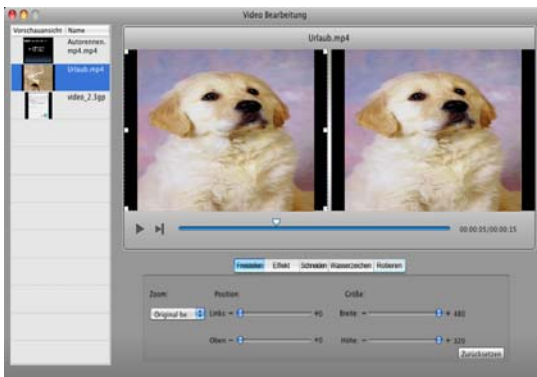 Video Bearbeitung
Vorschauansicht Name
Autorennen.
mp4.mp4
Urlaub.mp4
video_2.3gp
Urlaub.mp4
00:00:05/00:00:15
Freistellen Effekt Schneiden Wasserzeichen Rotieren
Zoom: Position: Größe:
Original be Links: 0 Breite: 480
Oben: 0 Höhe: 320
Zurücksetzen